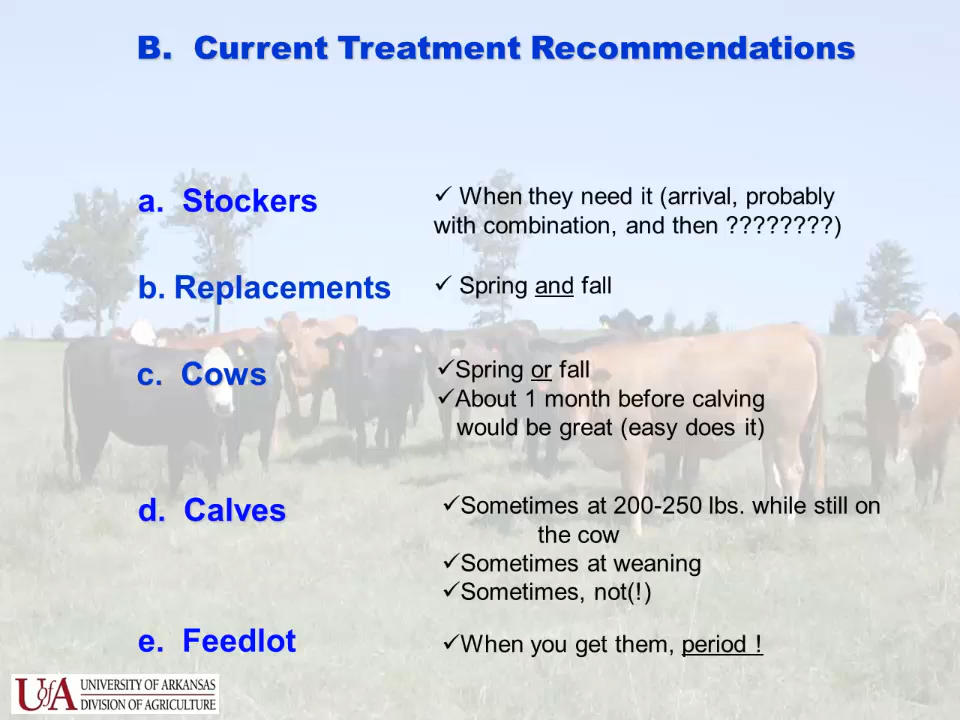 B. Current Treatment Recommendations
a. Stockers
✓ When they need it (arrival, probably
with combination, and then ????????)
b. Replacements
✓ Spring and fall
c. Cows
✓Spring or fall
✓About 1 month before calving
would be great (easy does it)
d. Calves
✓Sometimes at 200-250 lbs. while still on
the cow
✓Sometimes at weaning
✓Sometimes, not(!)
e. Feedlot
✓When you get them, period !
UofA UNIVERSITY OF ARKANSAS
DIVISION OF AGRICULTURE